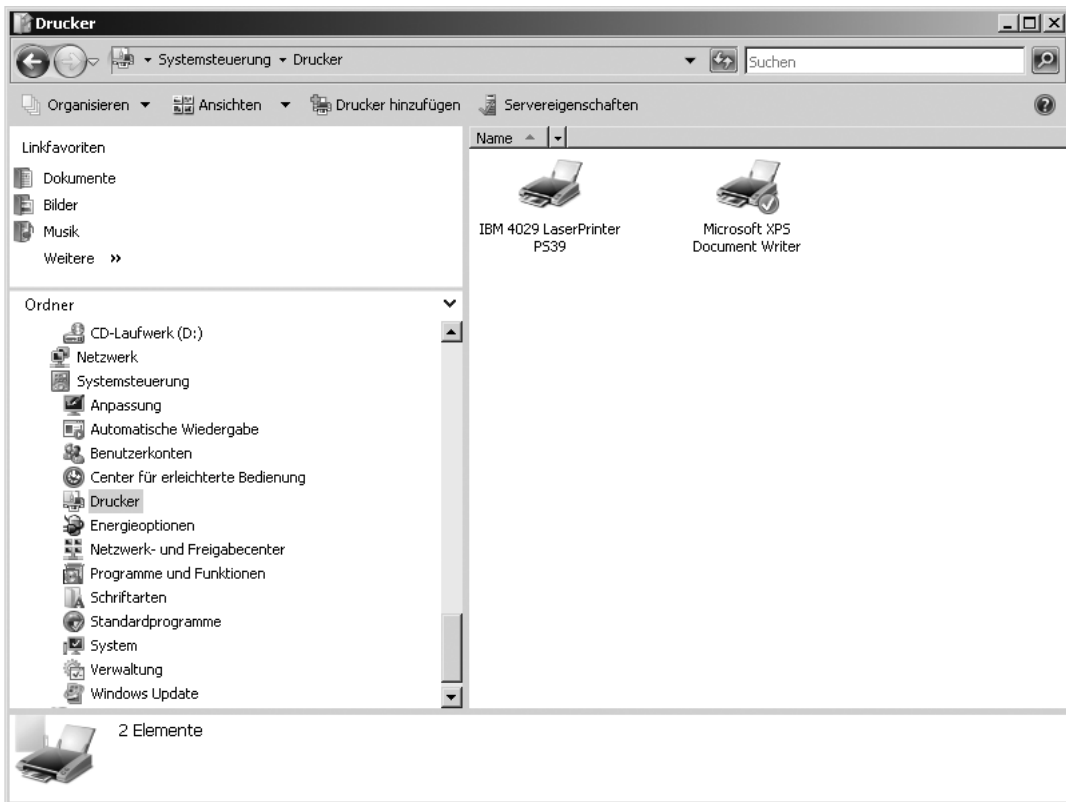 Drucker
Systemsteuerung Drucker
Suchen
Organisieren Ansichten Drucker hinzufügen Servereigenschaften
Linkfavoriten
Dokumente
Bilder
Musik
Weitere »
Ordner
CD-Laufwerk (D:)
Netzwerk
Systemsteuerung
Anpassung
Automatische Wiedergabe
Benutzerkonten
Center für erleichterte Bedienung
Drucker
Energieoptionen
Netzwerk- und Freigabecenter
Programme und Funktionen
Schriftarten
Standardprogramme
System
Verwaltung
Windows Update
Name
IBM 4029 LaserPrinter
PS39
Microsoft XPS
Document Writer
2 Elemente